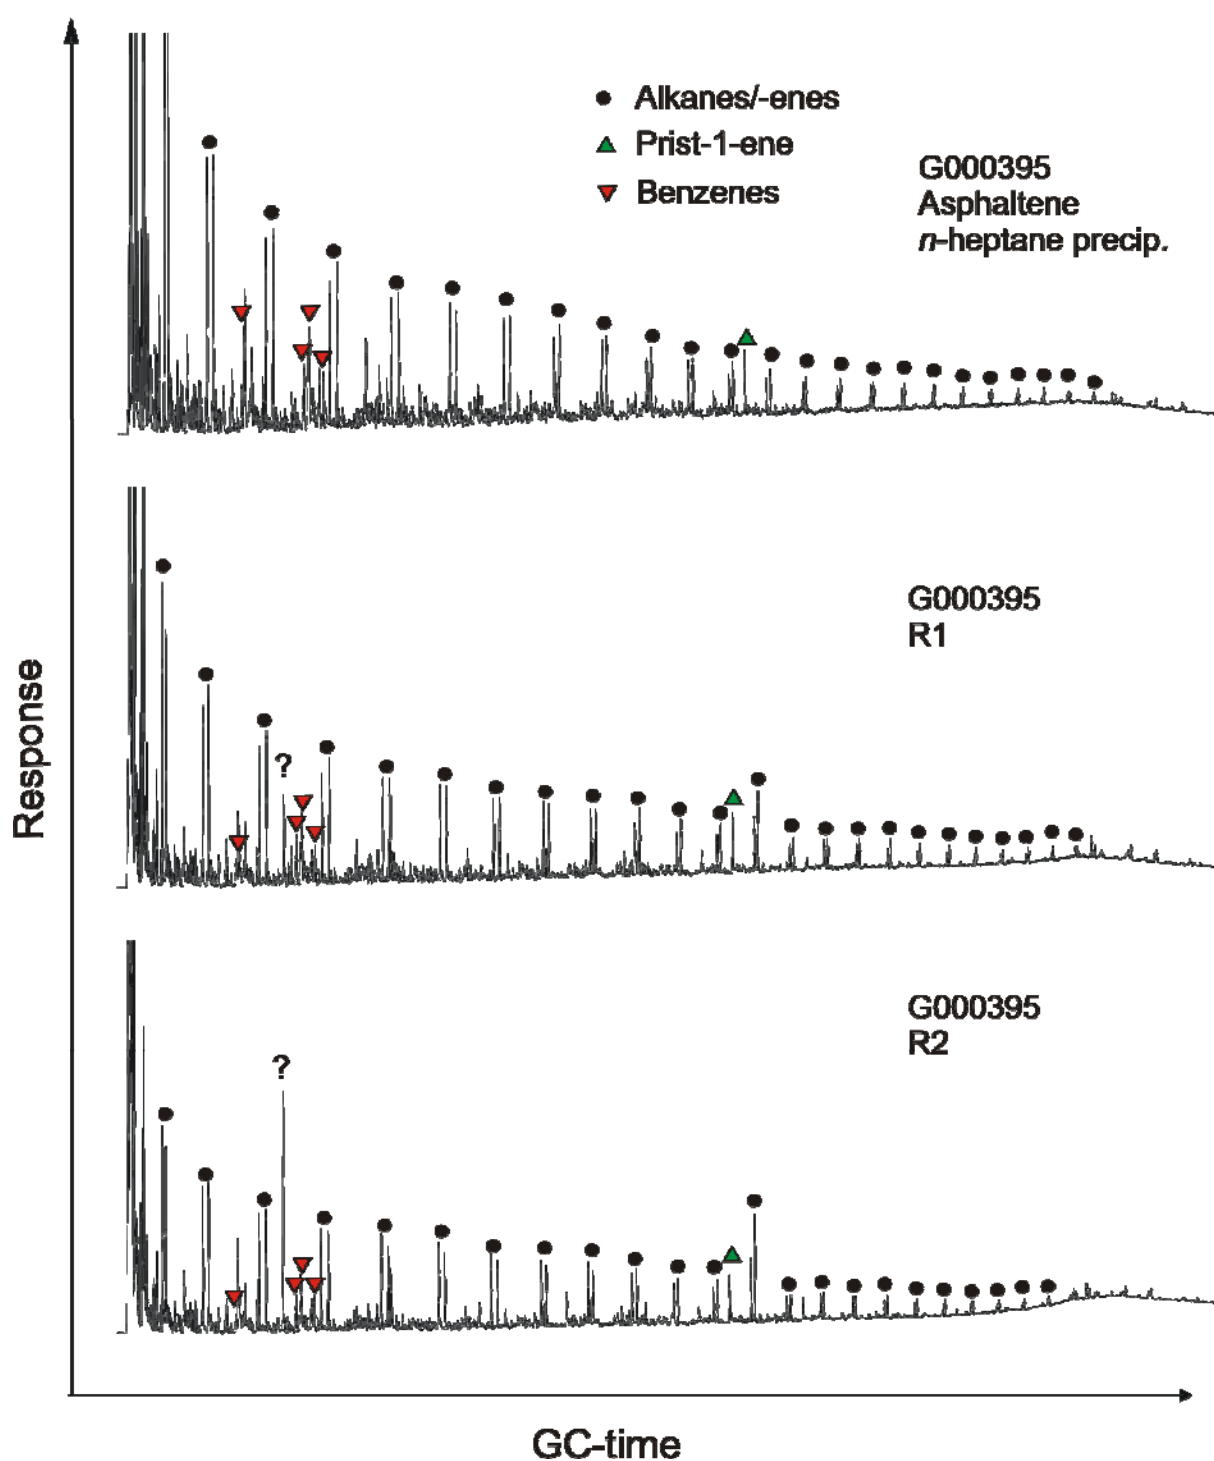 Alkanes/-enes
Prist-1-ene
Benzenes
G000395
Asphaltene
n-heptane precip.
G000395
R1
?
Response
G000395
R2
?
GC-time